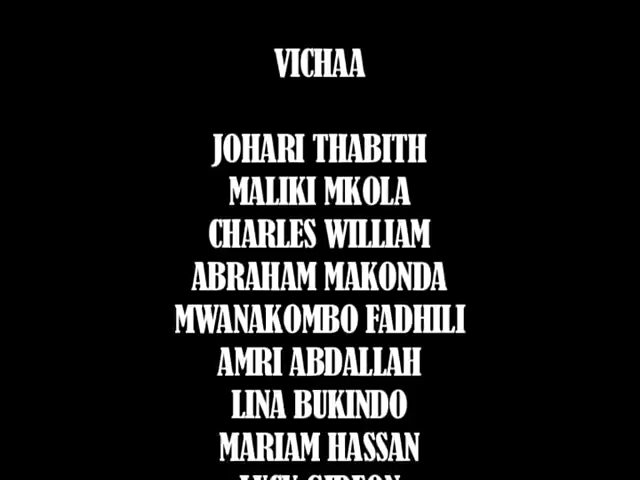 VICHAA
JOHARI THABITH
MALIKI MKOLA
CHARLES WILLIAM
ABRAHAM MAKONDA
MWANAKOMBO FADHILI
AMRI ABDALLAH
LINA BUKINDO
MARIAM HASSAN